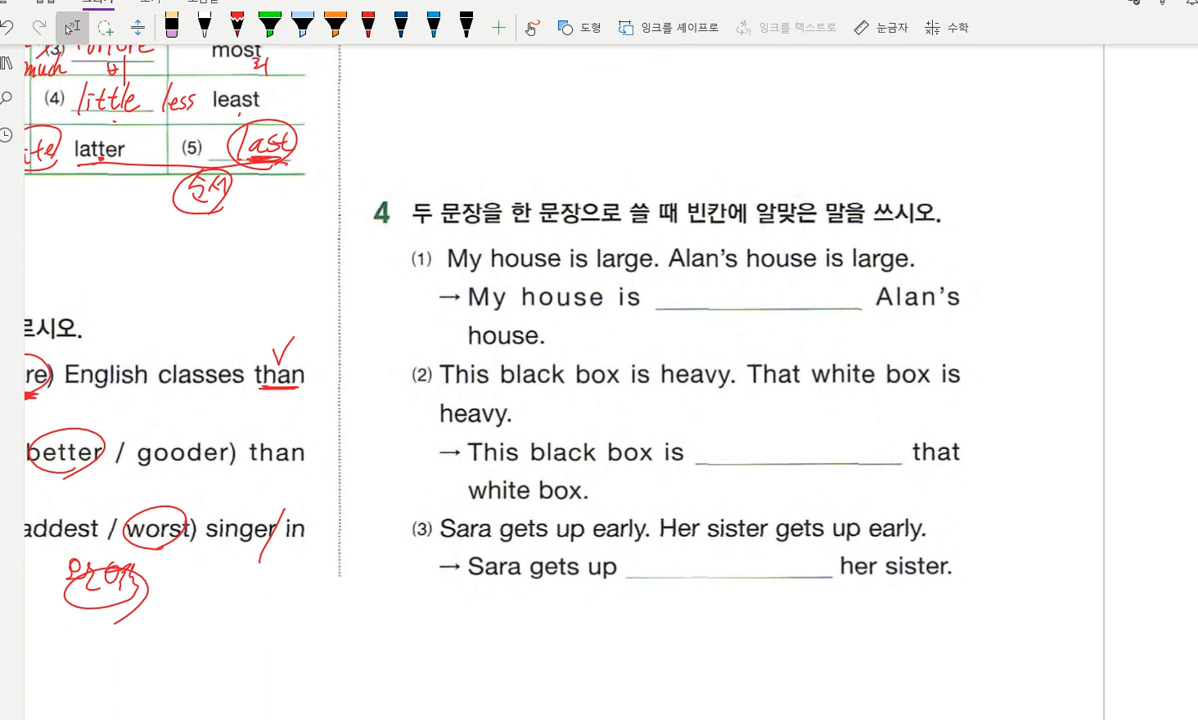 도형
잉크를 셰이프로
잉크를 텍스트로
눈금자
수학
most
much
(4) little less least
latter (5) last
순서
르시오.
re) English classes than
better / gooder) than
addest / worst) singer in
4 두 문장을 한 문장으로 쓸 때 빈칸에 알맞은 말을 쓰시오.
(1) My house is large. Alan's house is large.
→ My house is ____________ Alan's
house.
(2) This black box is heavy. That white box is
heavy.
→ This black box is ____________ that
white box.
(3) Sara gets up early. Her sister gets up early.
→ Sara gets up ____________ her sister.